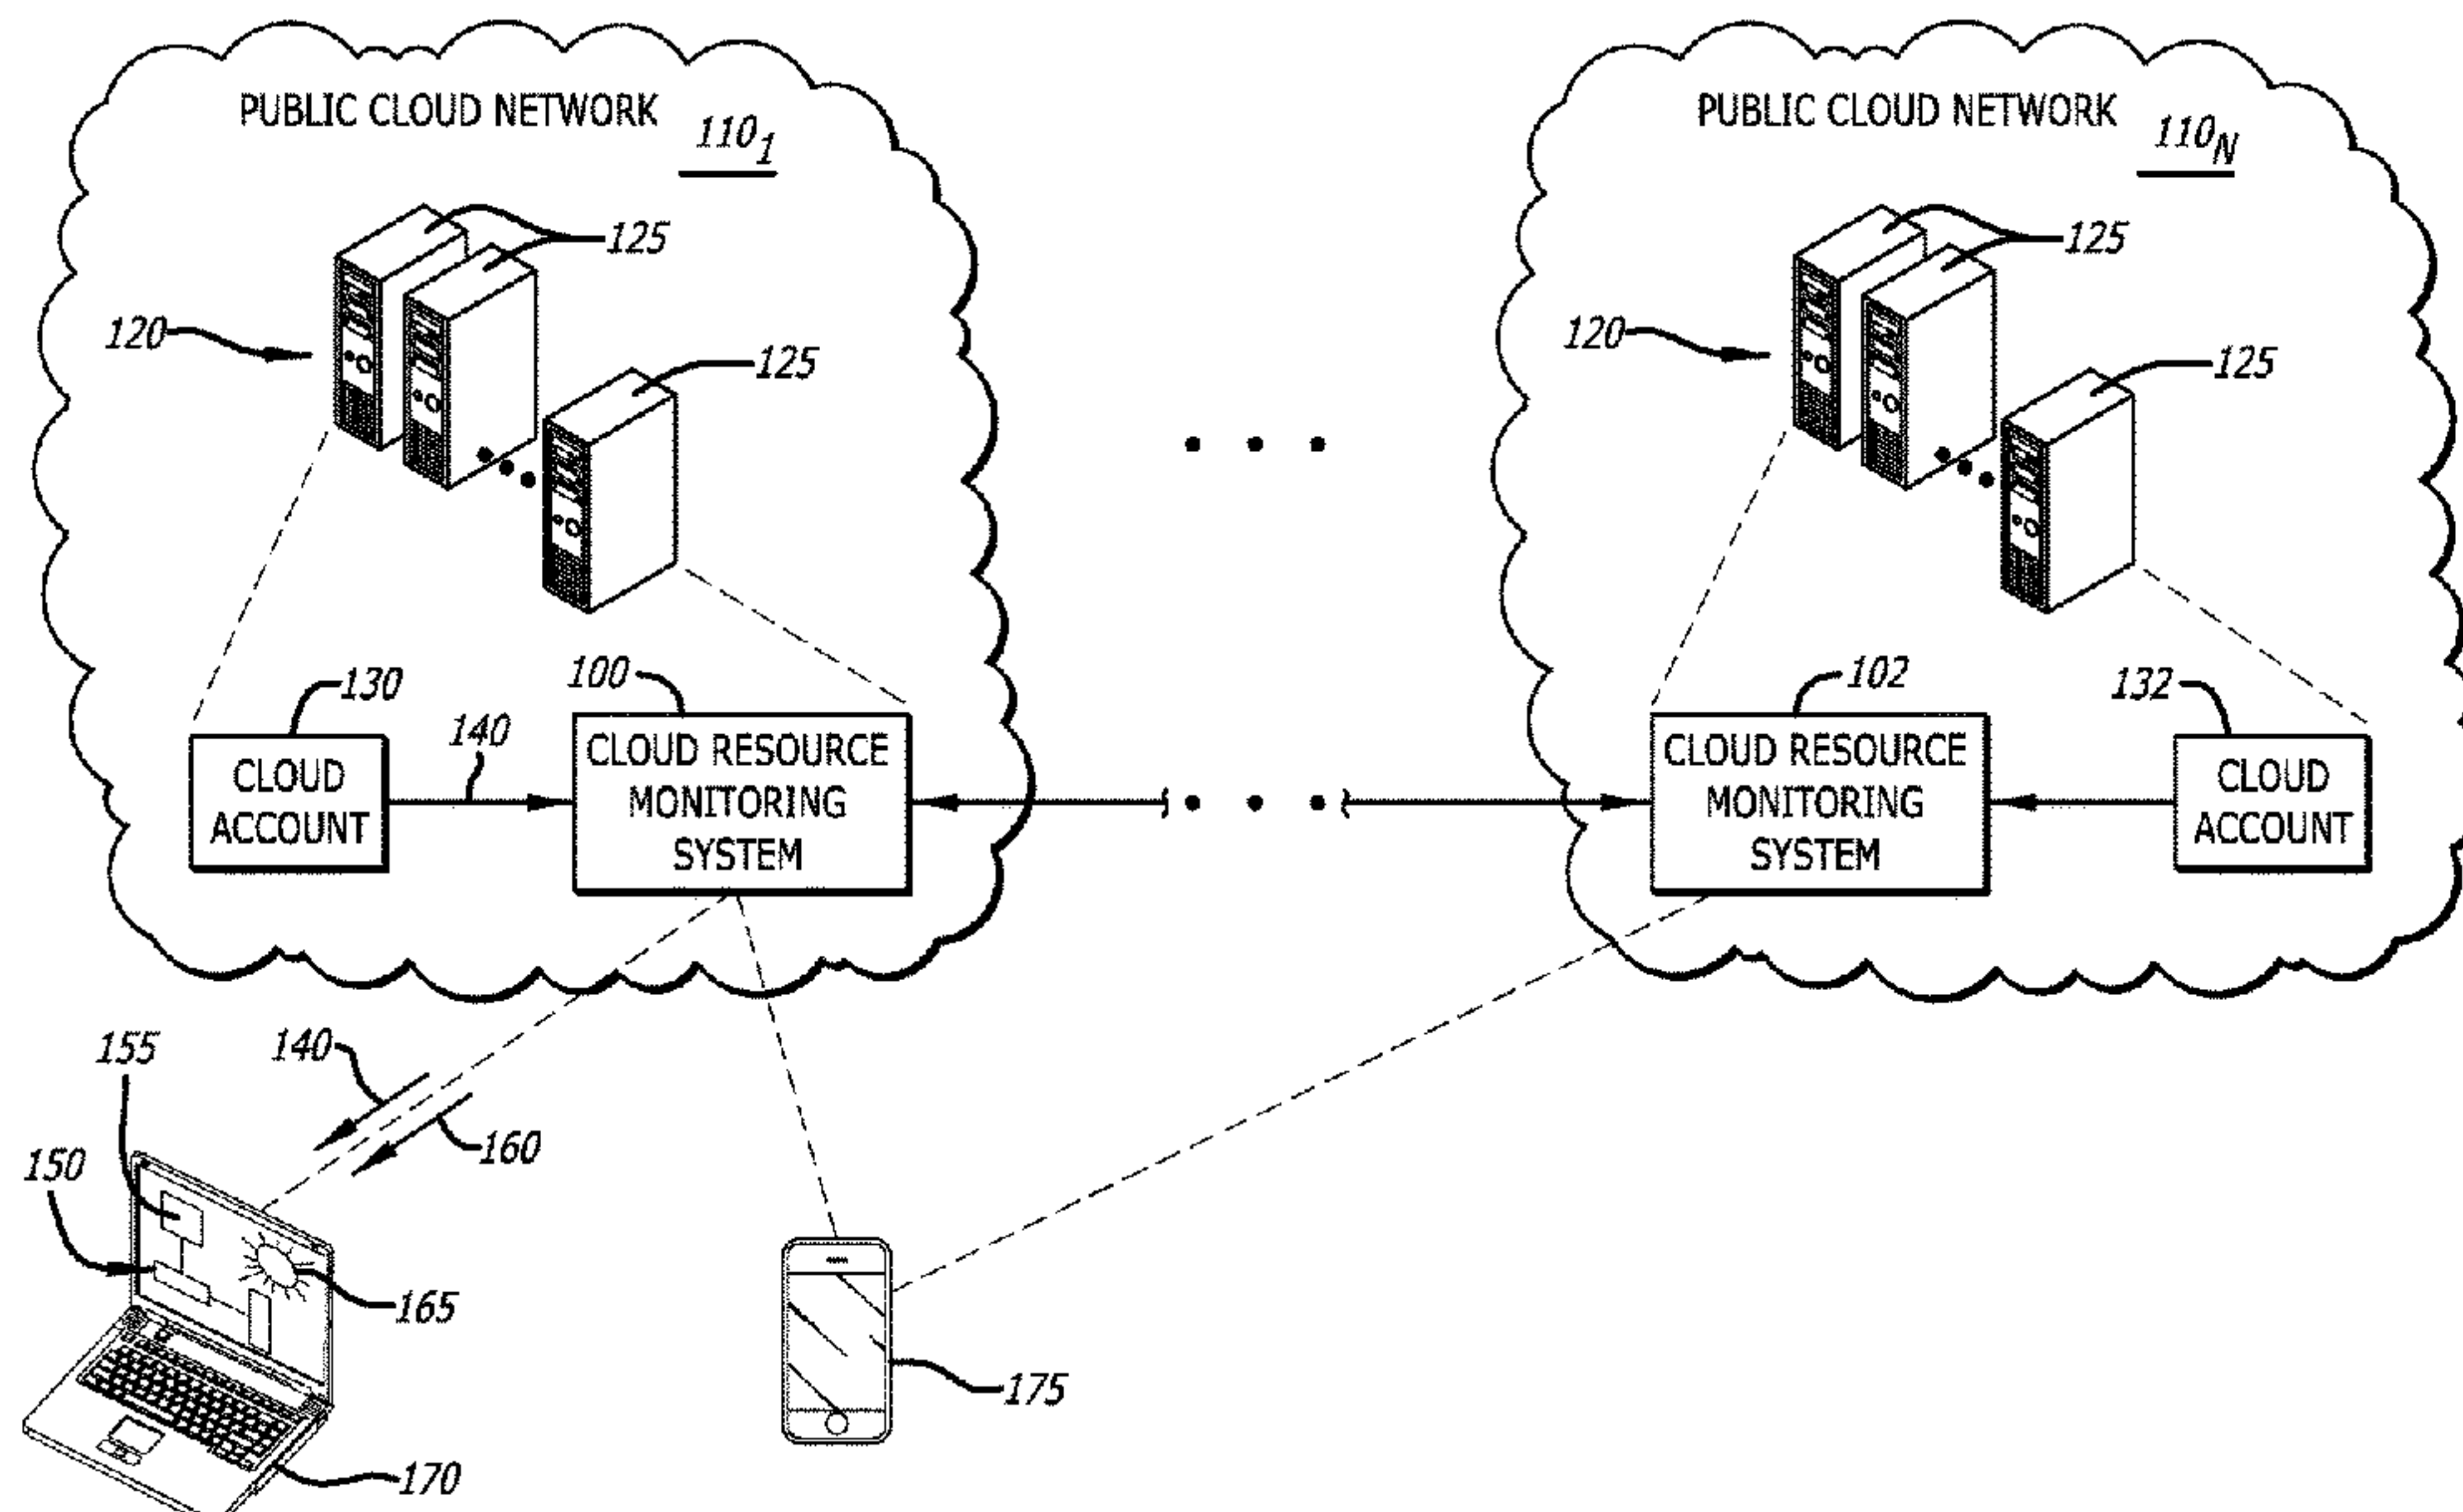 PUBLIC CLOUD NETWORK
110₁
125
120
125
130
140
100
CLOUD
ACCOUNT
CLOUD RESOURCE
MONITORING
SYSTEM
PUBLIC CLOUD NETWORK
110N
125
120
125
102
132
CLOUD RESOURCE
MONITORING
SYSTEM
CLOUD
ACCOUNT
155
140
160
150
165
170
175